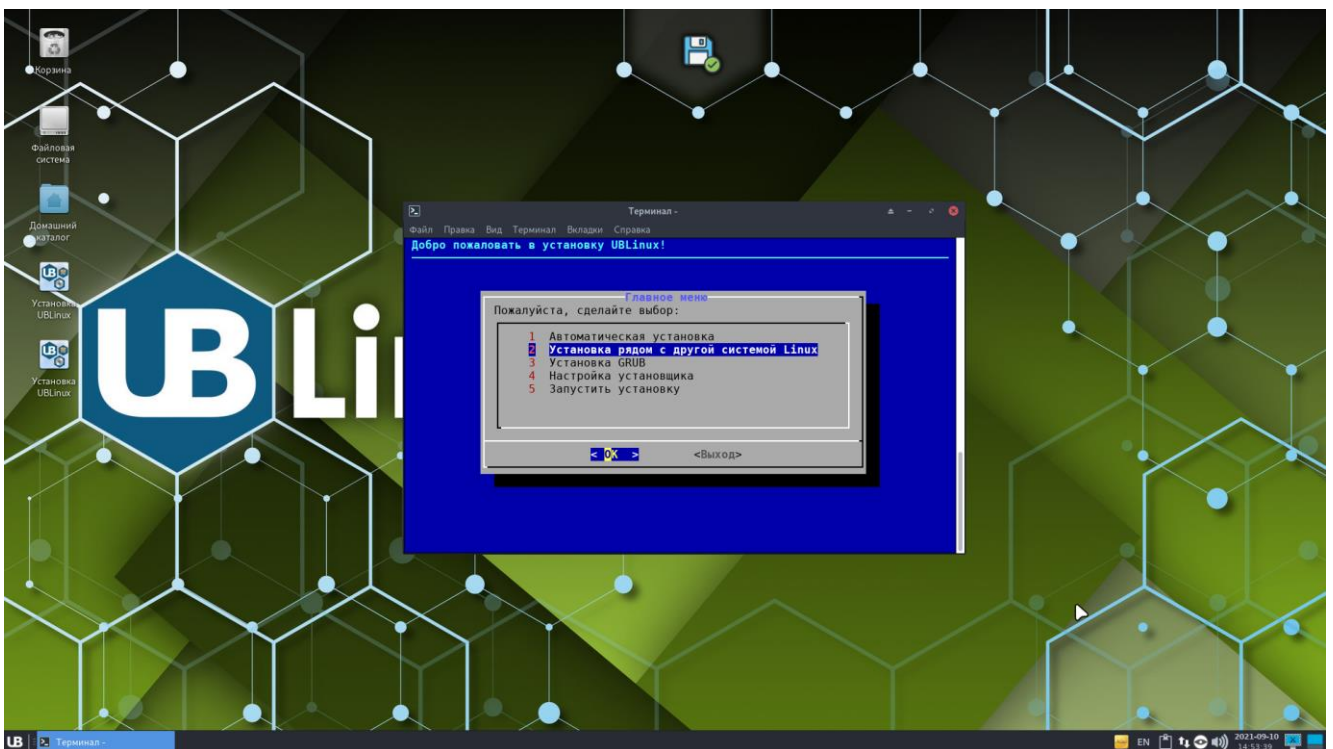 Корзина
Файловая
система
Домашний
каталог
Установка
UBLinux
Установка
UBLinux
UB Li
Терминал -
Файл Правка Вид Терминал Вкладки Справка
Добро пожаловать в установку UBLinux!
Главное меню
Пожалуйста, сделайте выбор:
1 Автоматическая установка
2 Установка рядом с другой системой Linux
3 Установка GRUB
4 Настройка установщика
5 Запустить установку
< OK > <Выход>
UB Терминал - EN 2021-09-10
14:53:39